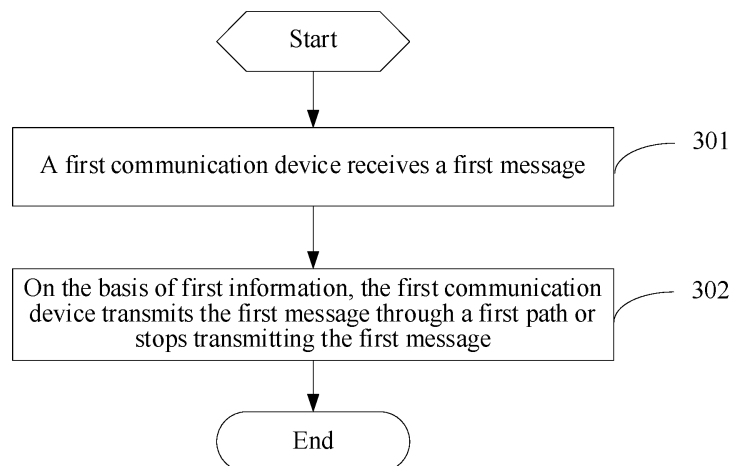 Start
A first communication device receives a first message
301
On the basis of first information, the first communication
device transmits the first message through a first path or
stops transmitting the first message
302
End